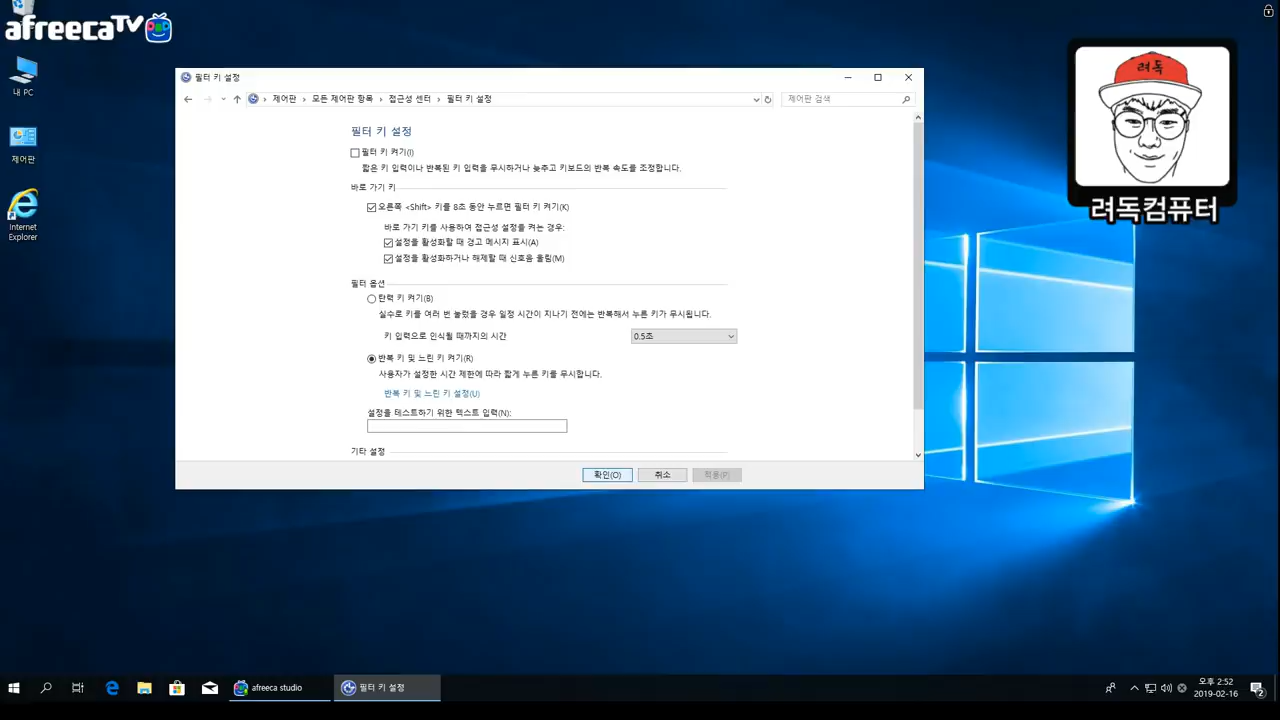 afreecaTV
내 PC
제어판
Internet
Explorer
필터 키 설정
제어판 › 모든 제어판 항목 › 접근성 센터 › 필터 키 설정
제어판 검색
필터 키 설정
필터 키 켜기(I)
짧은 키 입력이나 반복된 키 입력을 무시하거나 늦추고 키보드의 반복 속도를 조정합니다.
바로 가기 키
오른쪽 <Shift> 키를 8초 동안 누르면 필터 키 켜기(K)
바로 가기 키를 사용하여 접근성 설정을 켜는 경우:
설정을 활성화할 때 경고 메시지 표시(A)
설정을 활성화하거나 해제할 때 신호음 울림(M)
필터 옵션
탄력 키 켜기(B)
실수로 키를 여러 번 눌렀을 경우 일정 시간이 지나기 전에는 반복해서 누른 키가 무시됩니다.
키 입력으로 인식될 때까지의 시간
0.5초
반복 키 및 느린 키 켜기(R)
사용자가 설정한 시간 제한에 따라 짧게 누른 키를 무시합니다.
반복 키 및 느린 키 설정(U)
설정을 테스트하기 위한 텍스트 입력(N):
기타 설정
확인(O)
취소
적용(P)
려독
려독컴퓨터
afreeca studio
필터 키 설정
오후 2:52
2019-02-16
2